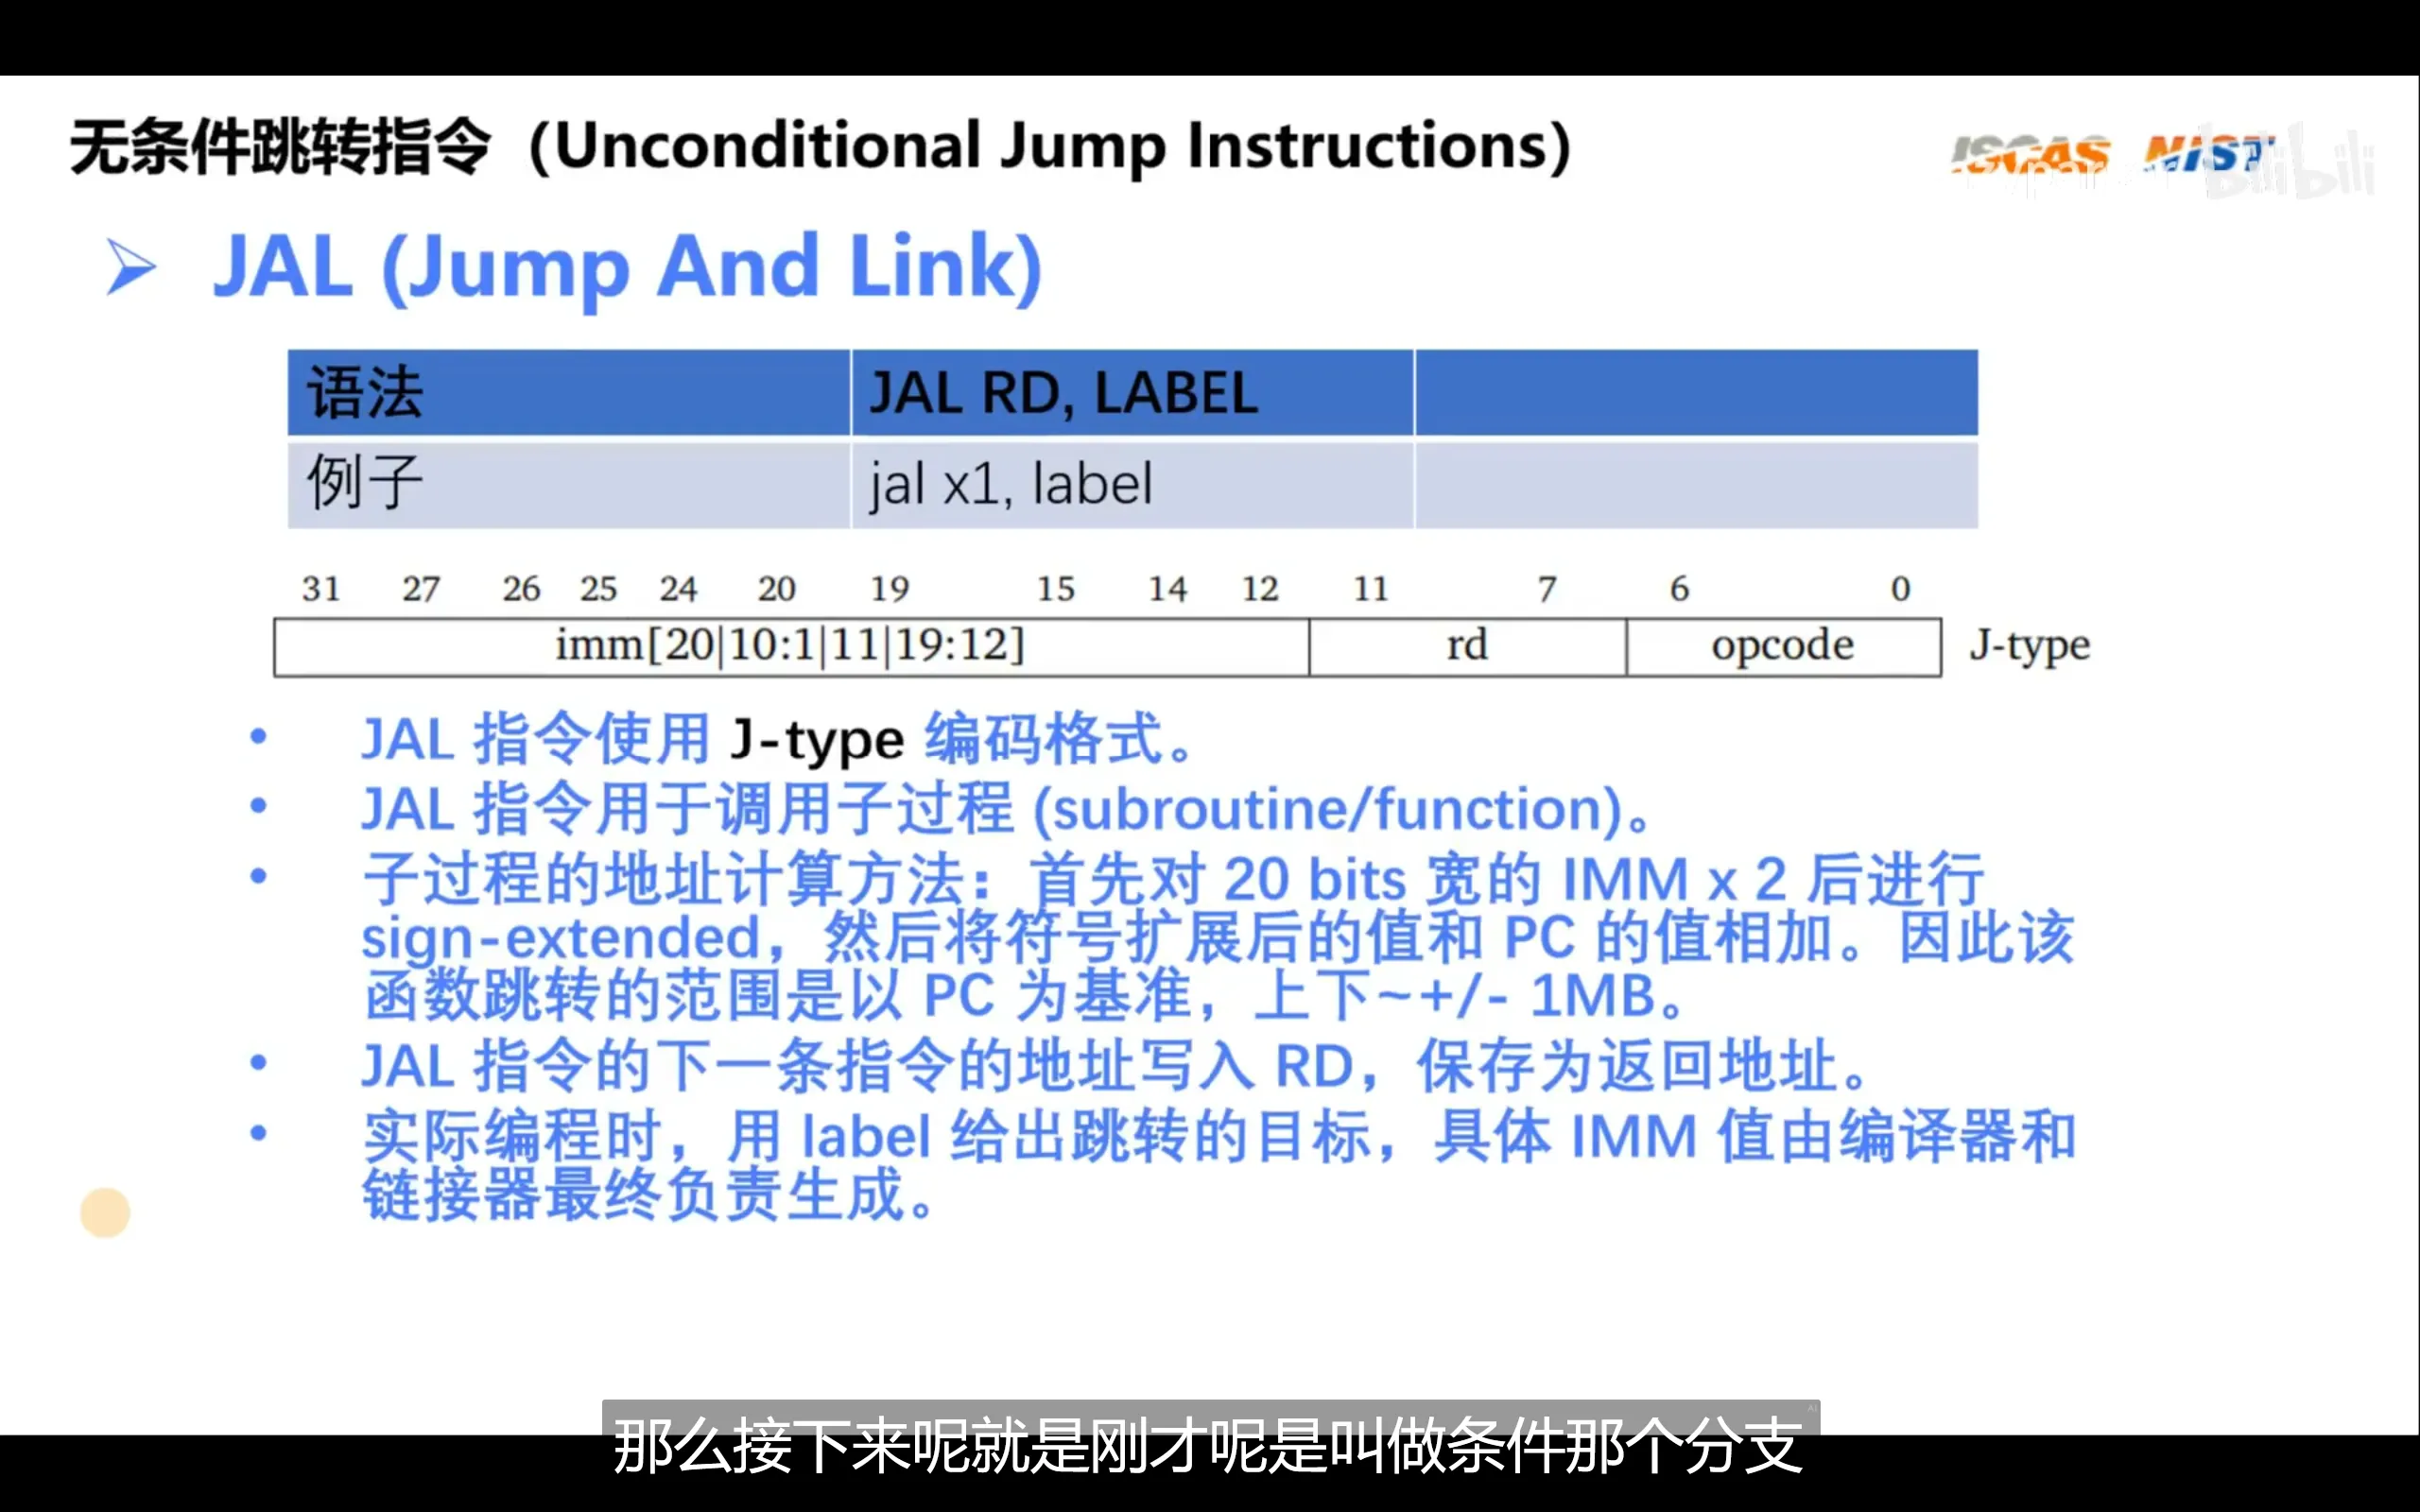 无条件跳转指令（Unconditional Jump Instructions）
ISCAS NIST
bilibili
➢ JAL (Jump And Link)
语法 JAL RD, LABEL
例子 jal x1, label
31 27 26 25 24 20 19 15 14 12 11 7 6 0
imm[20|10:1|11|19:12] rd opcode J-type
• JAL 指令使用 J-type 编码格式。
• JAL 指令用于调用子过程 (subroutine/function)。
• 子过程的地址计算方法：首先对 20 bits 宽的 IMM x 2 后进行
sign-extended，然后将符号扩展后的值和 PC 的值相加。因此该
函数跳转的范围是以 PC 为基准，上下~+/- 1MB。
• JAL 指令的下一条指令的地址写入 RD，保存为返回地址。
• 实际编程时，用 label 给出跳转的目标，具体 IMM 值由编译器和
链接器最终负责生成。
那么接下来呢就是刚才呢是叫做条件那个分支